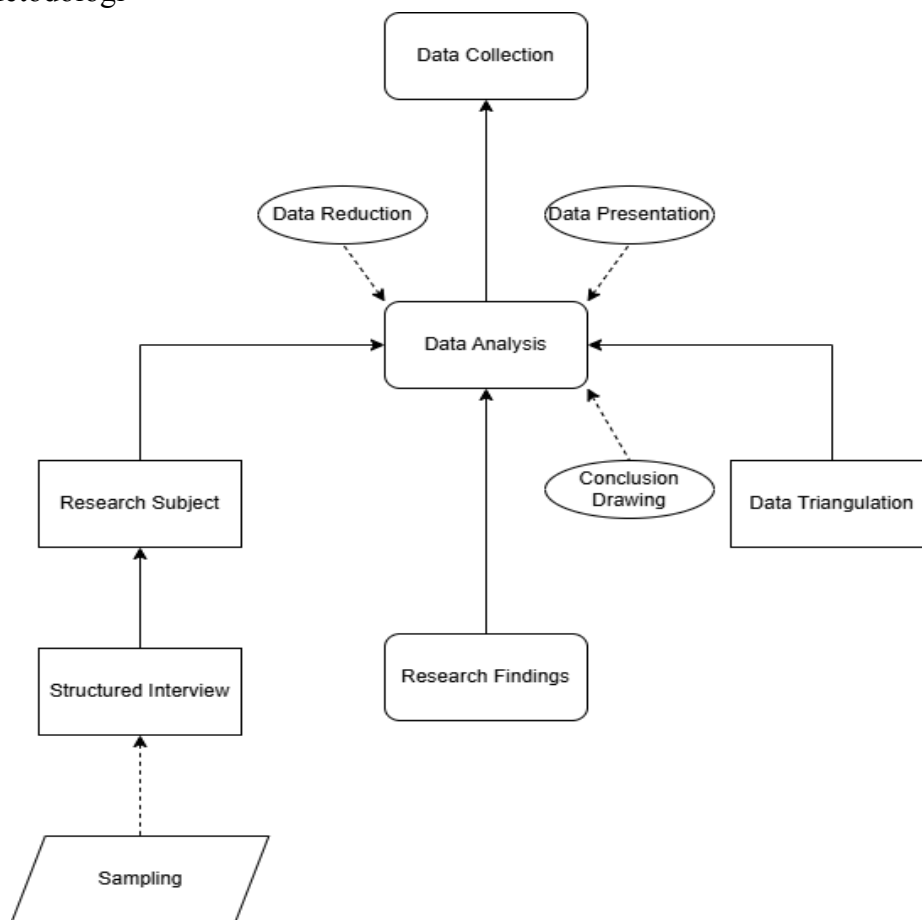 etodologi
Data Collection
Data Reduction
Data Presentation
Data Analysis
Research Subject
Conclusion
Drawing
Data Triangulation
Structured Interview
Research Findings
Sampling